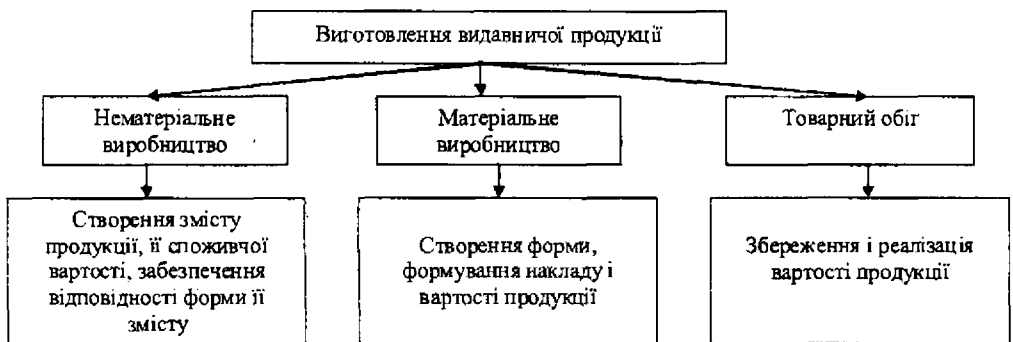 Виготовлення видавничої продукції
Нематеріальне
виробництво
Матеріальне
виробництво
Товарний обіг
Створення змісту
продукції, її споживчої
вартості, забезпечення
відповідності форми її
змісту
Створення форми,
формування накладу і
вартості продукції
Збереження і реалізація
вартості продукції